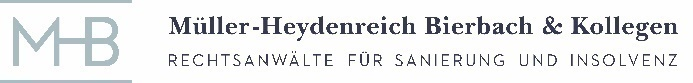 MHB
Müller-Heydenreich Bierbach & Kollegen
RECHTSANWÄLTE FÜR SANIERUNG UND INSOLVENZ